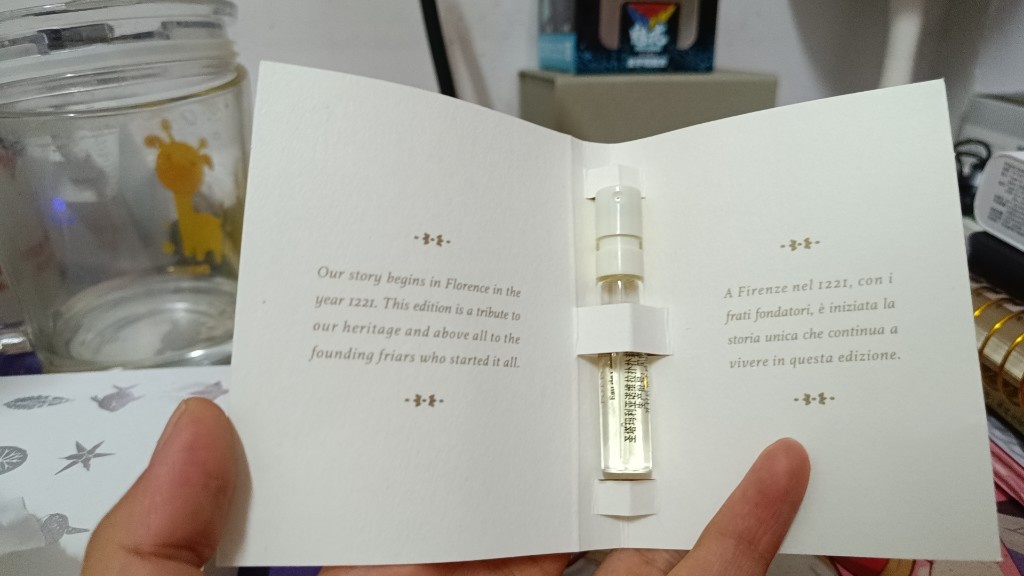 Our story begins in Florence in the
year 1221. This edition is a tribute to
our heritage and above all to the
founding friars who started it all.
A Firenze nel 1221, con i
frati fondatori, è iniziata la
storia unica che continua a
vivere in questa edizione.